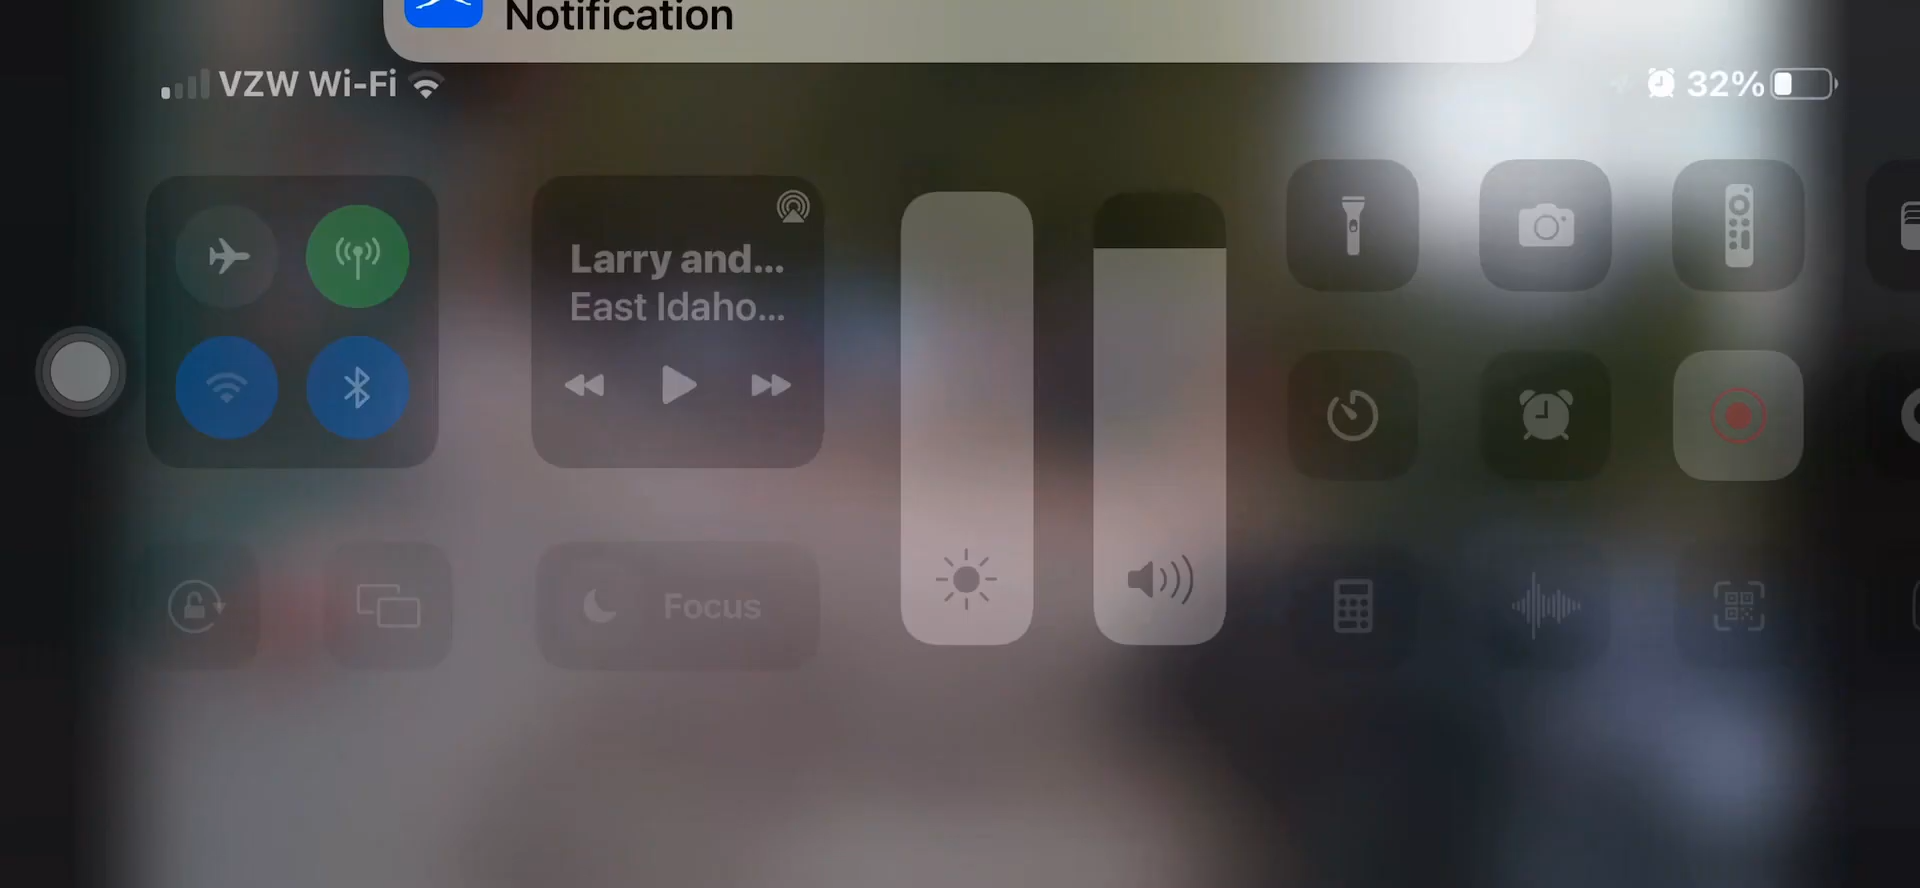 Notification
VZW Wi-Fi
32%
Larry and...
East Idaho...
Focus